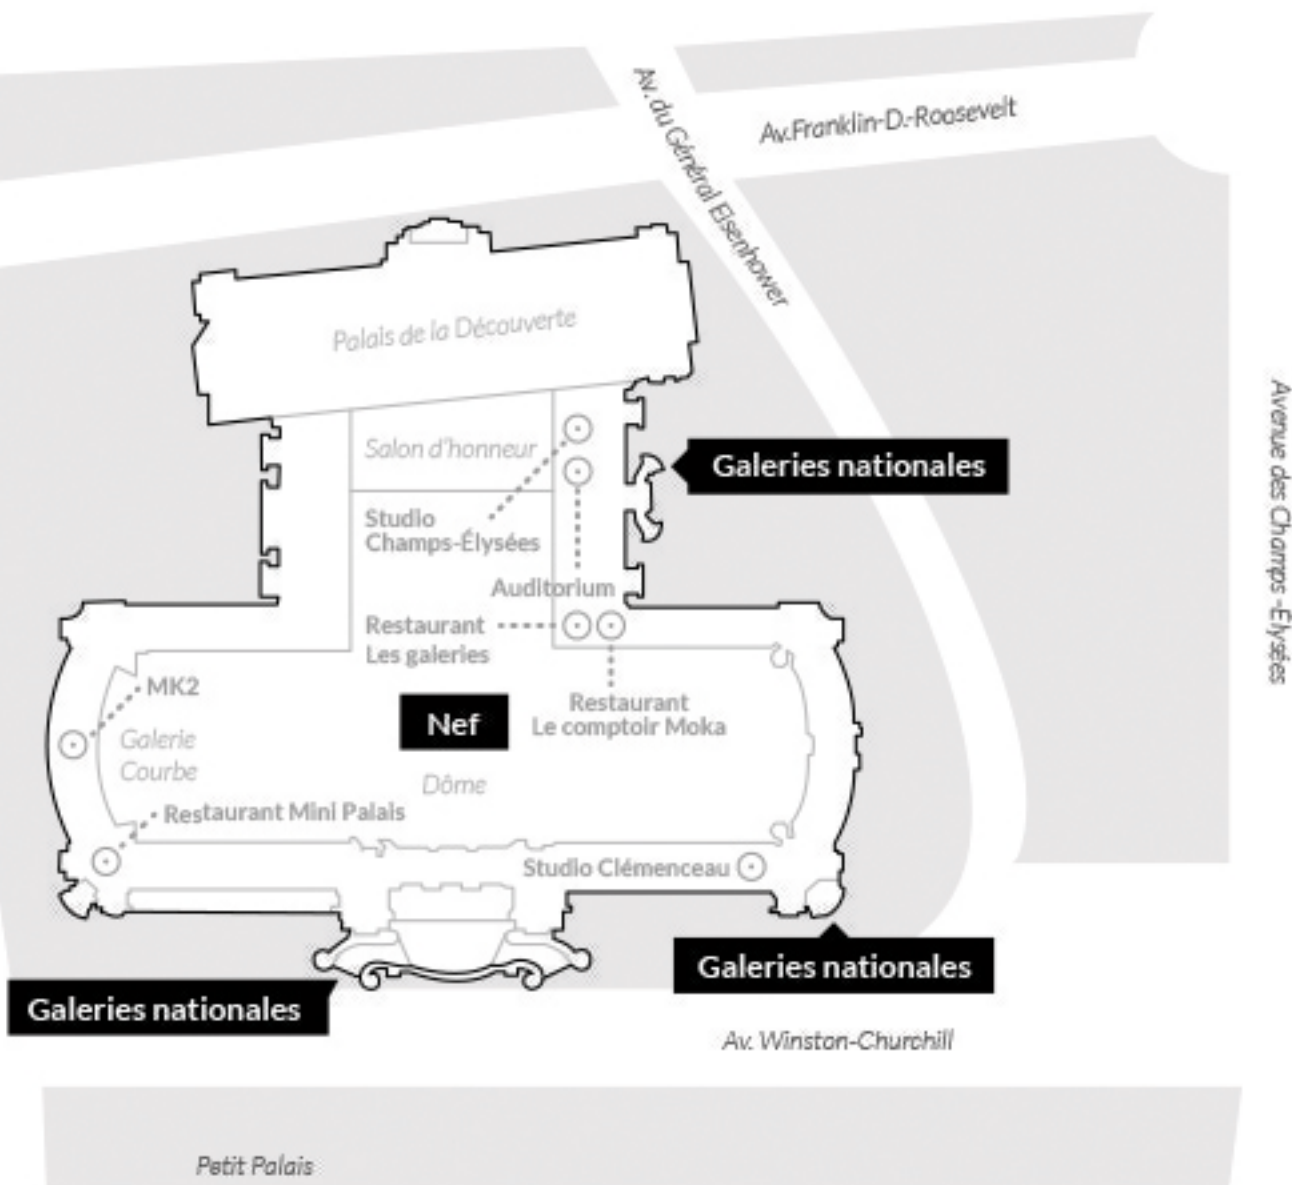 Av. du Général Eisenhower
Av.Franklin-D.-Roosevelt
Palais de la Découverte
Avenue des Champs-Élysées
Salon d'honneur
Galeries nationales
Studio
Champs-Élysées
Auditorium
Restaurant
Les galeries
MK2
Restaurant
Le comptoir Moka
Nef
Galerie
Courbe
Dôme
Restaurant Mini Palais
Studio Clémenceau
Galeries nationales
Galeries nationales
Av. Winston-Churchill
Petit Palais